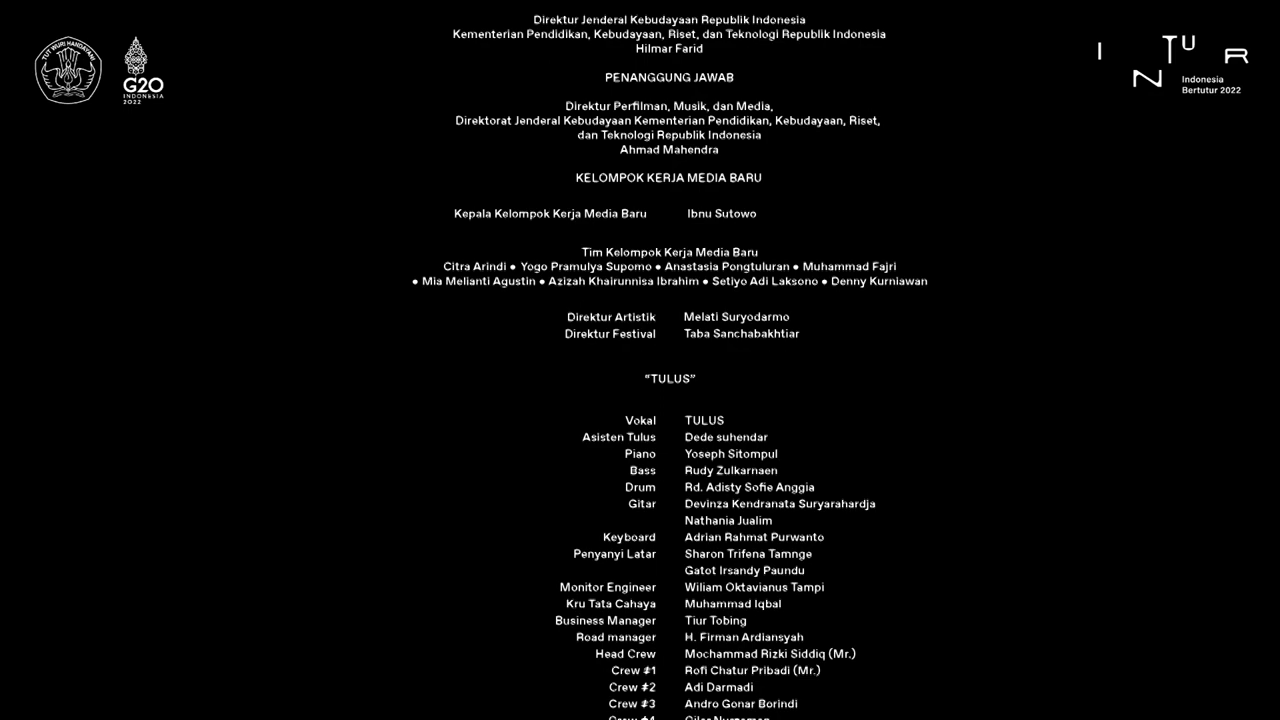 Direktur Jenderal Kebudayaan Republik Indonesia
Kementerian Pendidikan, Kebudayaan, Riset, dan Teknologi Republik Indonesia
Hilmar Farid
TUT WURI HANDAYANI
G20
INDONESIA
2022
I N TU R
Indonesia
Bertutur 2022
PENANGGUNG JAWAB
Direktur Perfilman, Musik, dan Media,
Direktorat Jenderal Kebudayaan Kementerian Pendidikan, Kebudayaan, Riset,
dan Teknologi Republik Indonesia
Ahmad Mahendra
KELOMPOK KERJA MEDIA BARU
Kepala Kelompok Kerja Media Baru Ibnu Sutowo
Tim Kelompok Kerja Media Baru
Citra Arindi ● Yogo Pramulya Supomo ● Anastasia Pongtuluran ● Muhammad Fajri
● Mia Melianti Agustin ● Azizah Khairunnisa Ibrahim ● Setiyo Adi Laksono ● Denny Kurniawan
Direktur Artistik Melati Suryodarmo
Direktur Festival Taba Sanchabakhtiar
"TULUS"
Vokal TULUS
Asisten Tulus Dede suhendar
Piano Yoseph Sitompul
Bass Rudy Zulkarnaen
Drum Rd. Adisty Sofie Anggia
Gitar Devinza Kendranata Suryarahardja
Nathania Jualim
Keyboard Adrian Rahmat Purwanto
Penyanyi Latar Sharon Trifena Tamnge
Gatot Irsandy Paundu
Monitor Engineer Wiliam Oktavianus Tampi
Kru Tata Cahaya Muhammad Iqbal
Business Manager Tiur Tobing
Road manager H. Firman Ardiansyah
Head Crew Mochammad Rizki Siddiq (Mr.)
Crew #1 Rofi Chatur Pribadi (Mr.)
Crew #2 Adi Darmadi
Crew #3 Andro Gonar Borindi
Crew #4